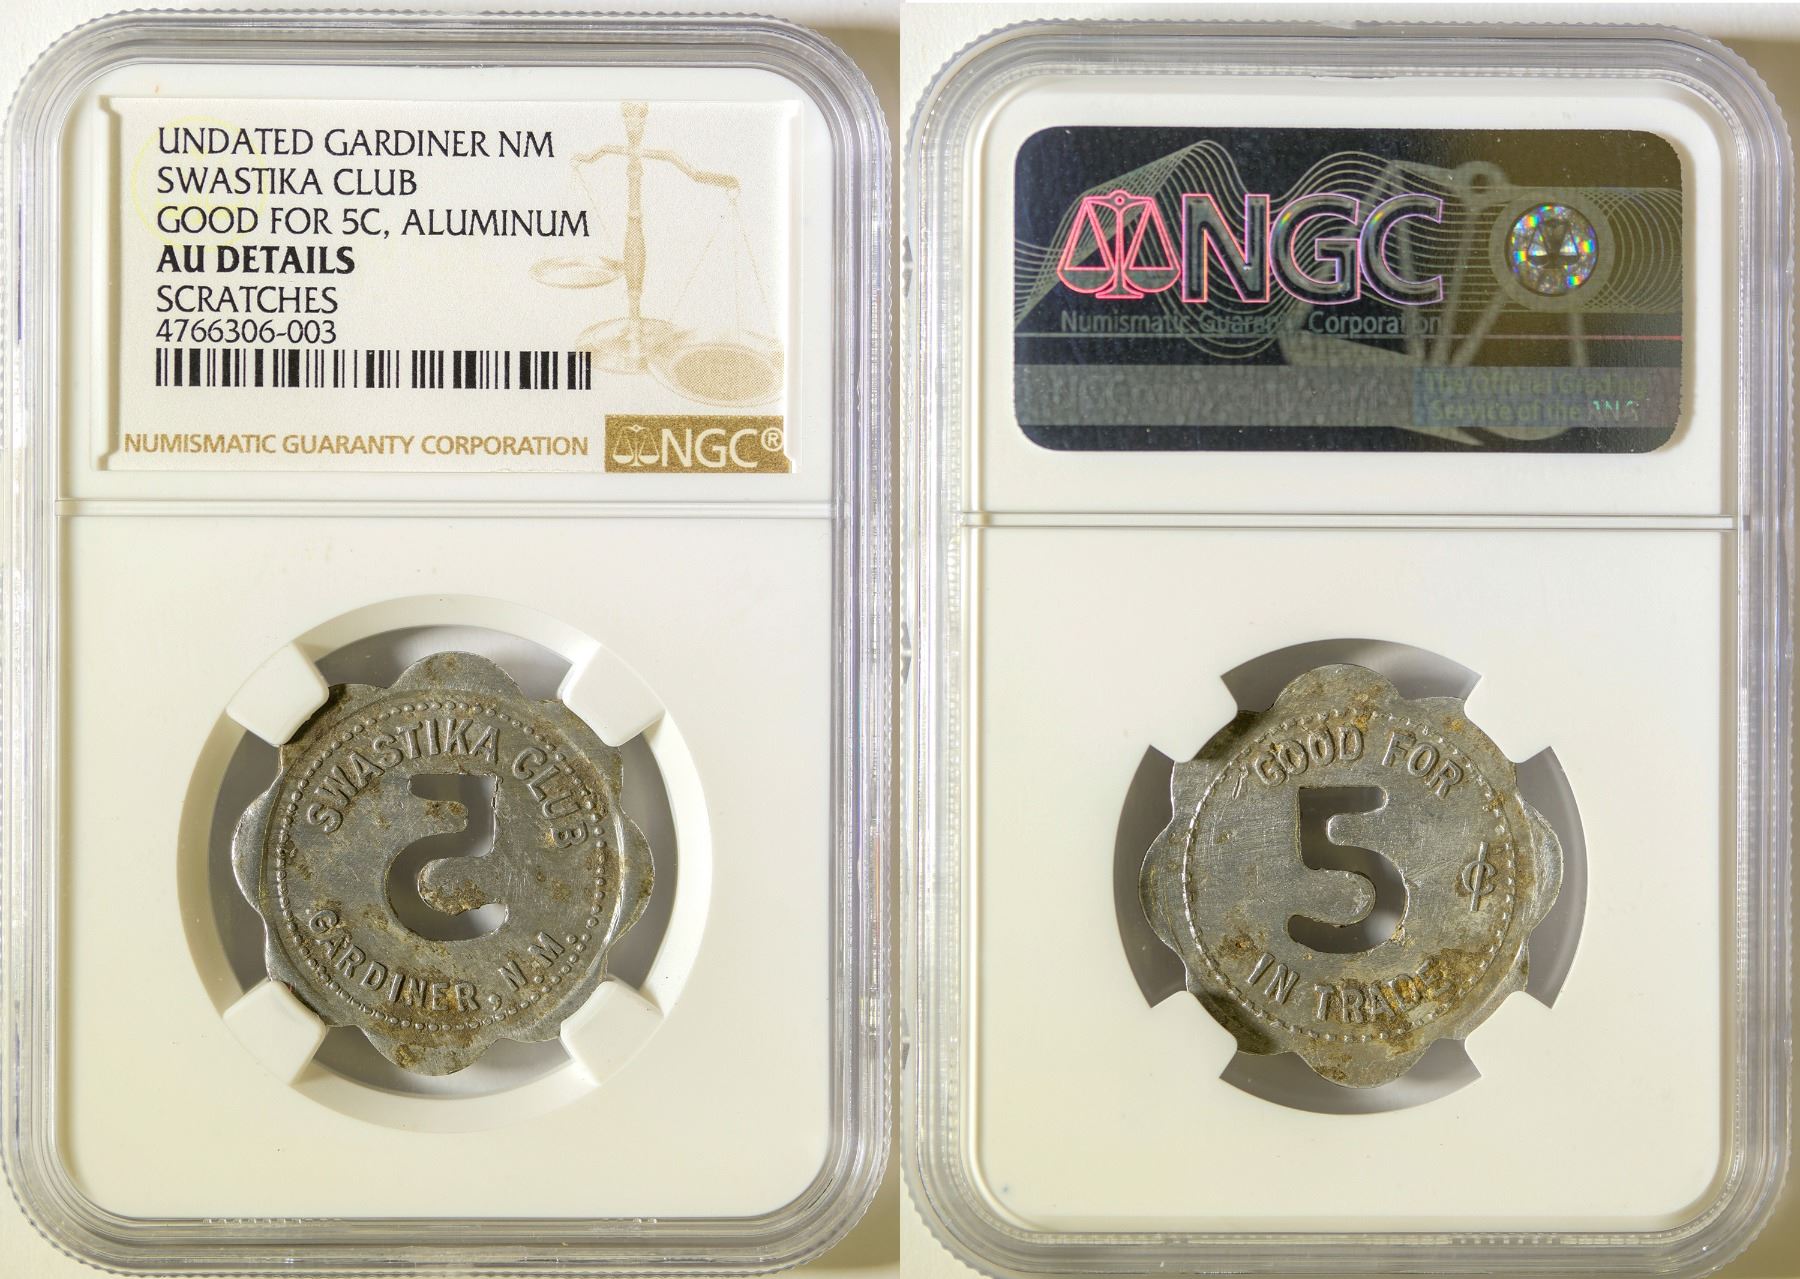 UNDATED GARDINER NM
SWASTIKA CLUB
GOOD FOR 5C, ALUMINUM
AU DETAILS
SCRATCHES
4766306-003
NUMISMATIC GUARANTY CORPORATION
NGC®
SWASTIKA CLUB
5
GARDINER, N.M.
NGC
Numismatic Guaranty Corporation
NGC
The Official Grading
Service of the ANA
GOOD FOR
5 ¢
IN TRADE